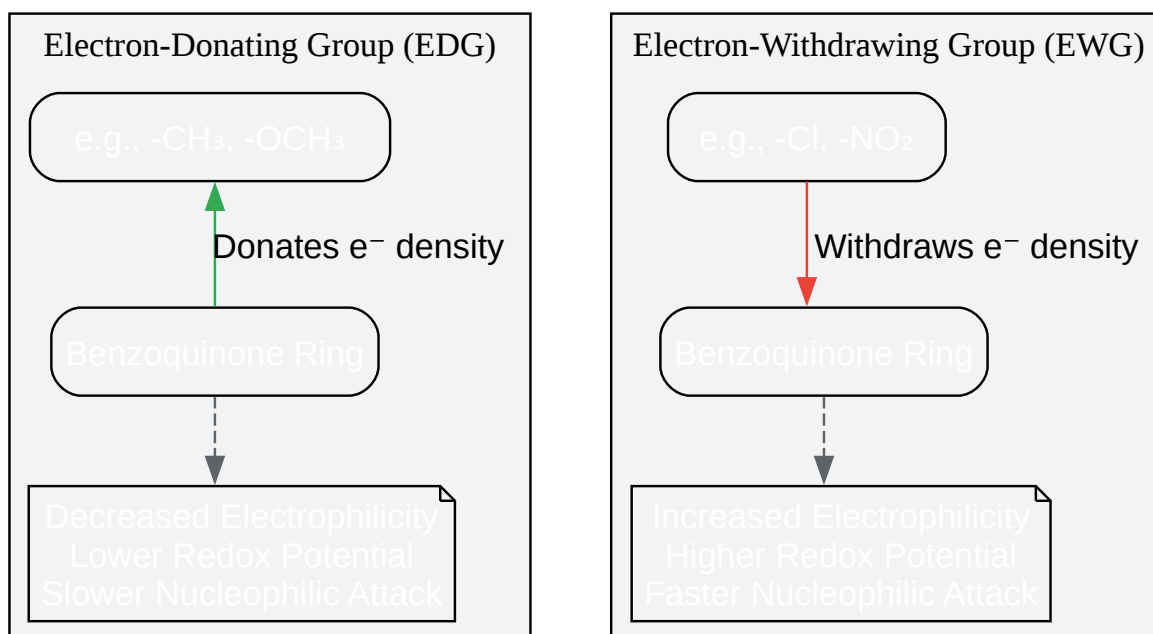 Electron-Donating Group (EDG)
e.g., -CH₃, -OCH₃
Donates e⁻ density
Benzoquinone Ring
Decreased Electrophilicity
Lower Redox Potential
Slower Nucleophilic Attack
Electron-Withdrawing Group (EWG)
e.g., -Cl, -NO₂
Withdraws e⁻ density
Benzoquinone Ring
Increased Electrophilicity
Higher Redox Potential
Faster Nucleophilic Attack